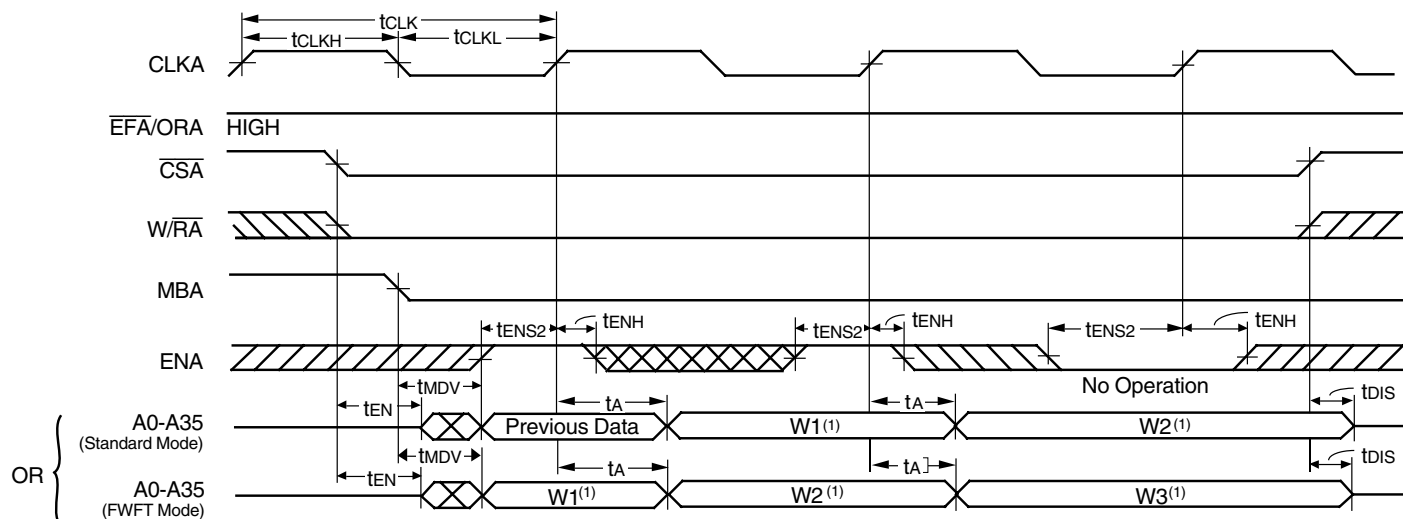 tCLK
tCLKH tCLKL
CLKA
EFA/ORA HIGH
CSA
W/RA
MBA
tENS2 tENH tENS2 tENH tENS2 tENH
ENA
No Operation
tMDV
tEN tA tA tDIS
A0-A35 Previous Data W1(1) W2(1)
(Standard Mode)
OR
tMDV
tEN tA tA tDIS
A0-A35 W1(1) W2(1) W3(1)
(FWFT Mode)